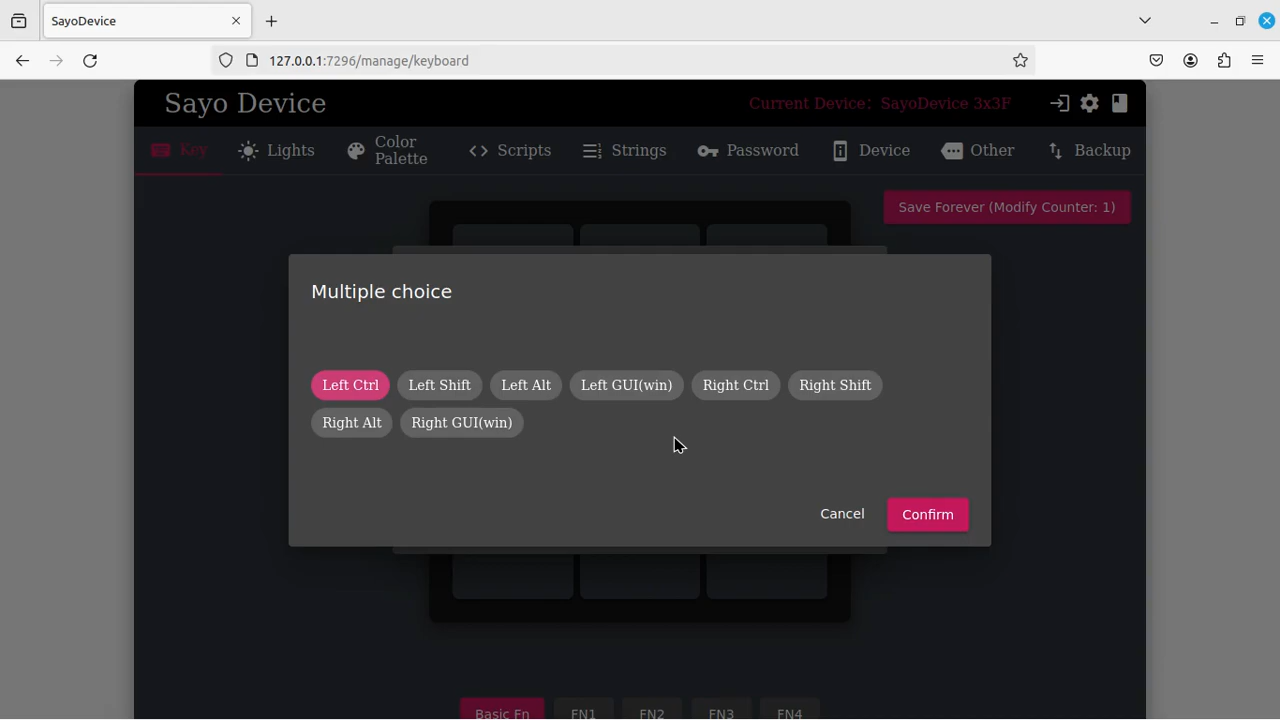 SayoDevice
127.0.0.1:7296/manage/keyboard
Sayo Device
Current Device: SayoDevice 3x3F
Key
Lights
Color
Palette
Scripts
Strings
Password
Device
Other
Backup
Save Forever (Modify Counter: 1)
Multiple choice
Left Ctrl Left Shift Left Alt Left GUI(win) Right Ctrl Right Shift
Right Alt Right GUI(win)
Cancel Confirm
Basic Fn FN1 FN2 FN3 FN4